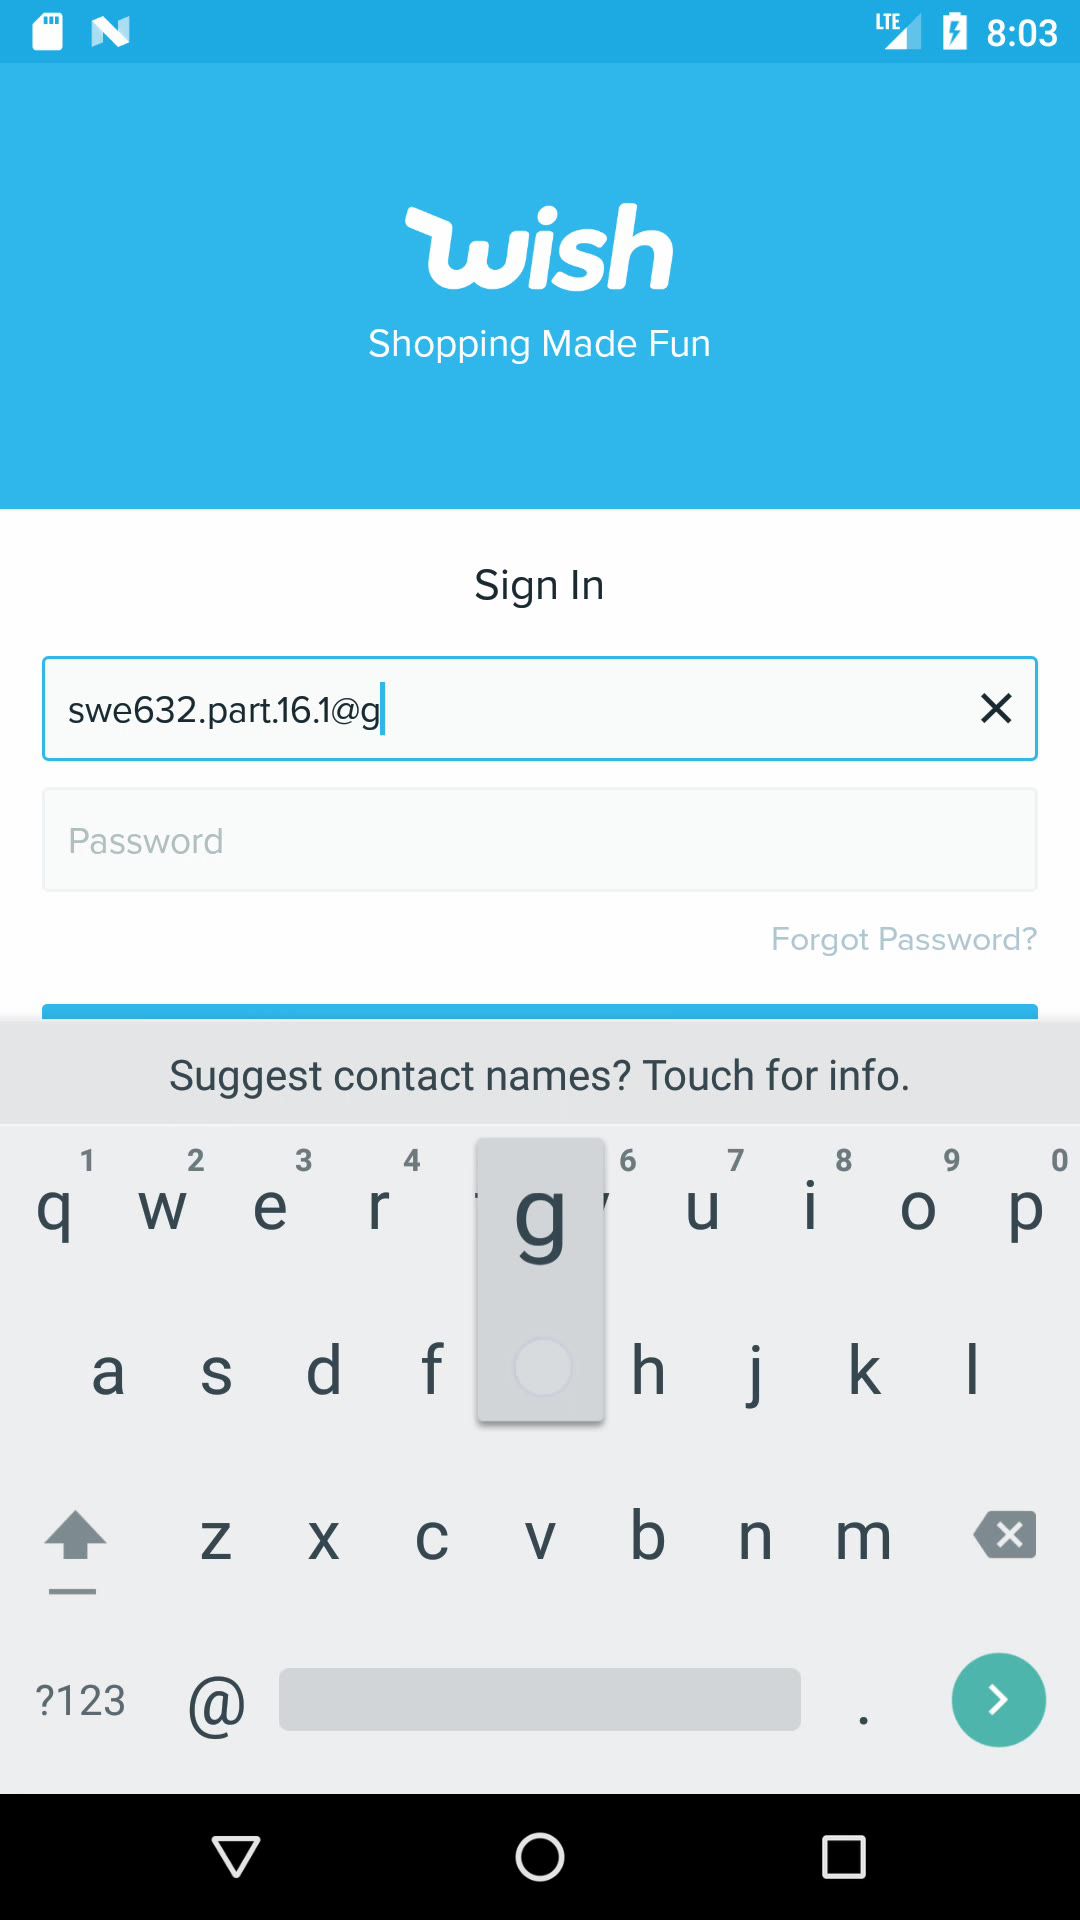 LTE 8:03
wish
Shopping Made Fun
Sign In
swe632.part.16.1@g
Password
Forgot Password?
Suggest contact names? Touch for info.
1 2 3 4 6 7 8 9 0
q w e r g u i o p
a s d f h j k l
z x c v b n m
?123 @ .